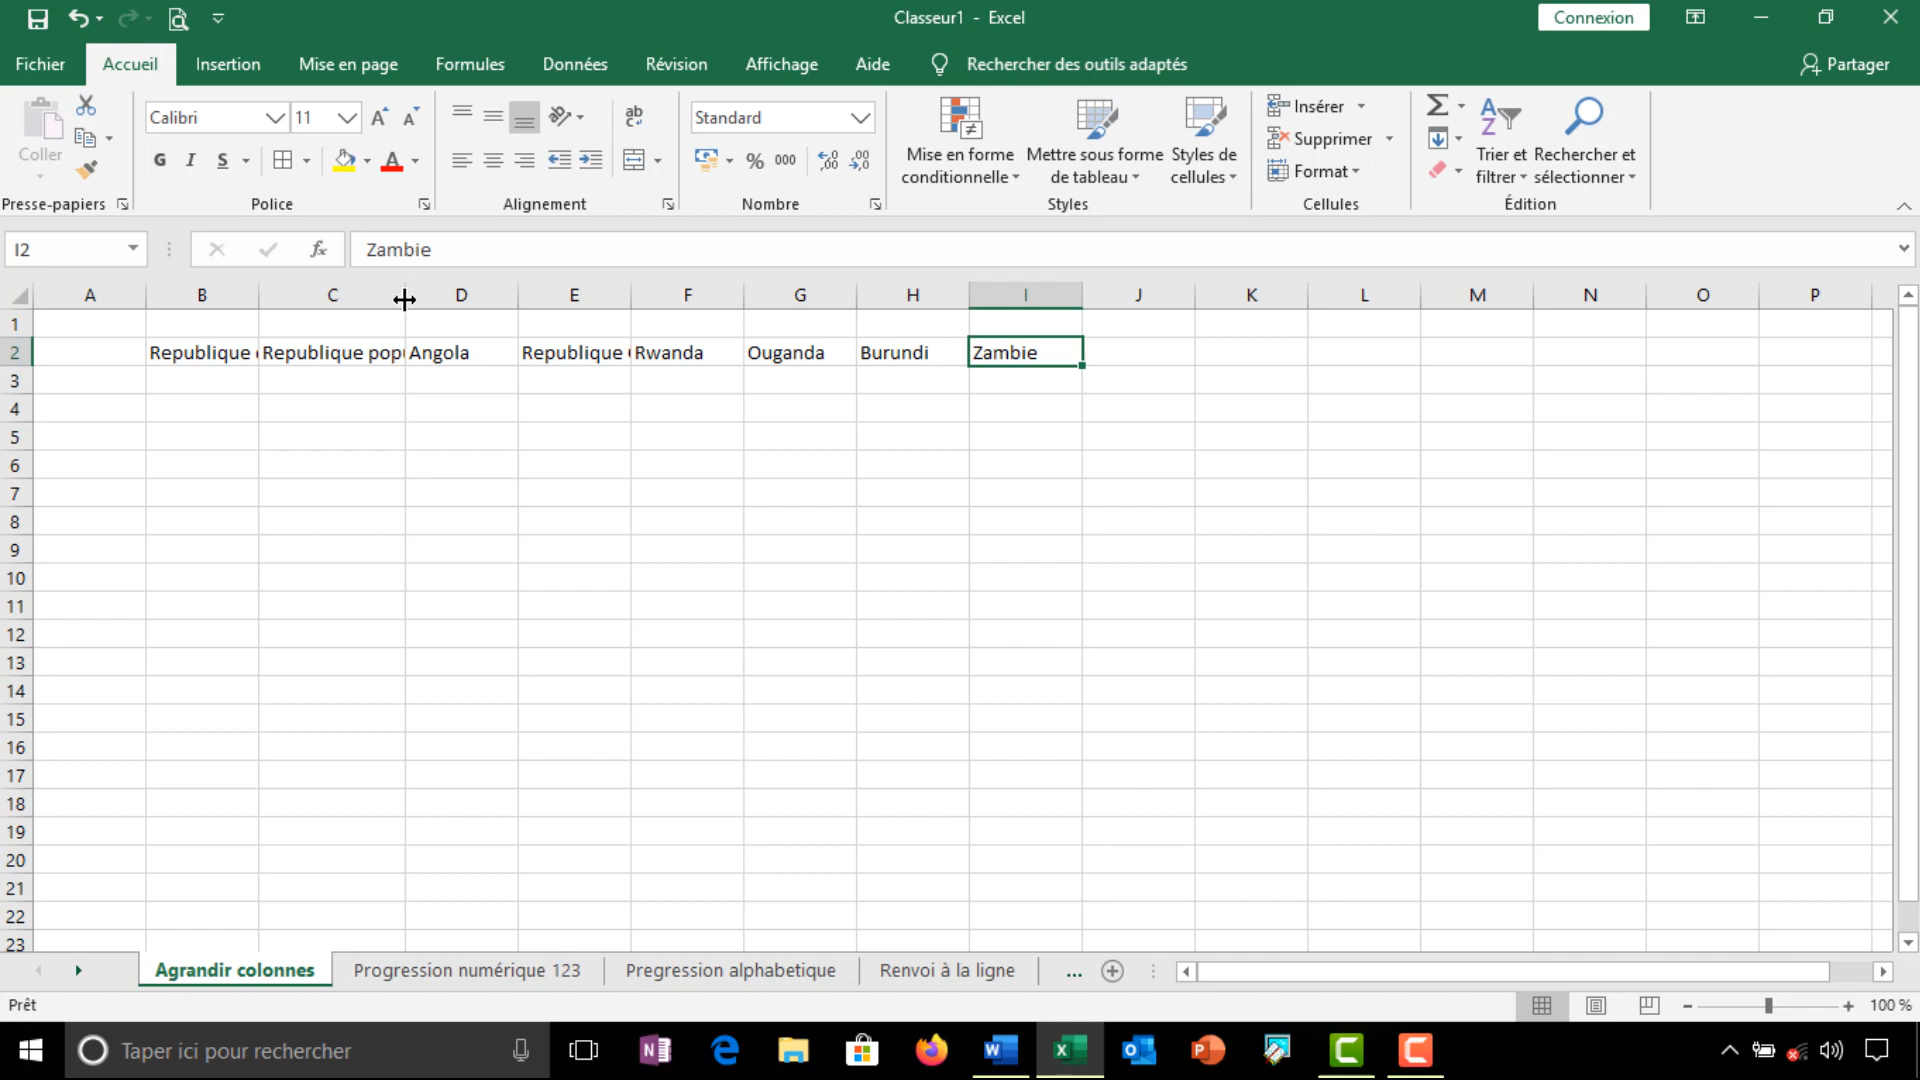 Classeur1 - Excel
Connexion
Fichier Accueil Insertion Mise en page Formules Données Révision Affichage Aide Rechercher des outils adaptés Partager
Coller
Presse-papiers
Calibri 11
G I S A
Police
ab
Alignement
Standard
% 000
Nombre
Mise en forme conditionnelle
Mettre sous forme de tableau
Styles de cellules
Styles
Insérer
Supprimer
Format
Cellules
Trier et filtrer
Rechercher et sélectionner
Édition
I2 fx Zambie
A B C D E F G H I J K L M N O P
1
2 Republique Republique pop Angola Republique Rwanda Ouganda Burundi Zambie
3
4
5
6
7
8
9
10
11
12
13
14
15
16
17
18
19
20
21
22
23
Agrandir colonnes Progression numérique 123 Pregression alphabetique Renvoi à la ligne ...
Prêt 100 %
Taper ici pour rechercher